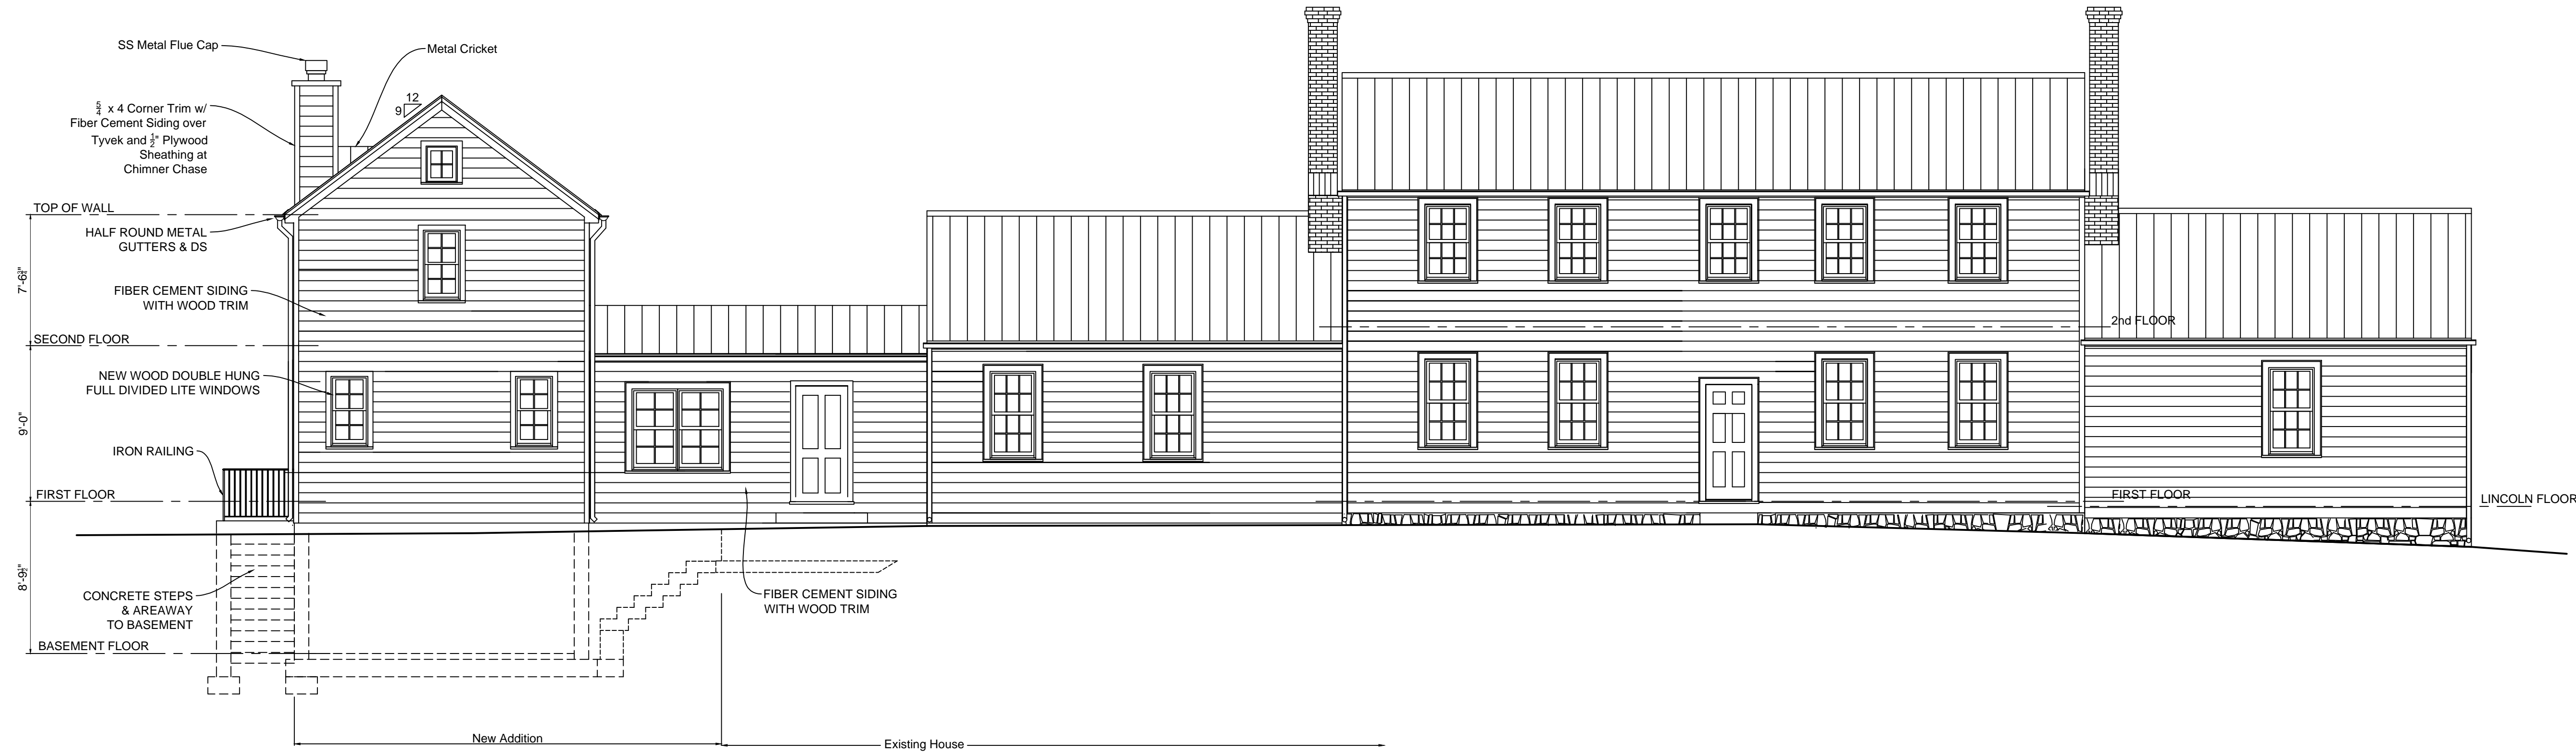 SS Metal Flue Cap
Metal Cricket
12
9
5/4 x 4 Corner Trim w/
Fiber Cement Siding over
Tyvek and 1/2" Plywood
Sheathing at
Chimner Chase
TOP OF WALL
HALF ROUND METAL
GUTTERS & DS
7'-6 3/4"
FIBER CEMENT SIDING
WITH WOOD TRIM
SECOND FLOOR
2nd FLOOR
NEW WOOD DOUBLE HUNG
FULL DIVIDED LITE WINDOWS
9'-0"
IRON RAILING
FIRST FLOOR
FIRST FLOOR
LINCOLN FLOOR
8'-9 1/2"
CONCRETE STEPS
& AREAWAY
TO BASEMENT
FIBER CEMENT SIDING
WITH WOOD TRIM
BASEMENT FLOOR
New Addition
Existing House